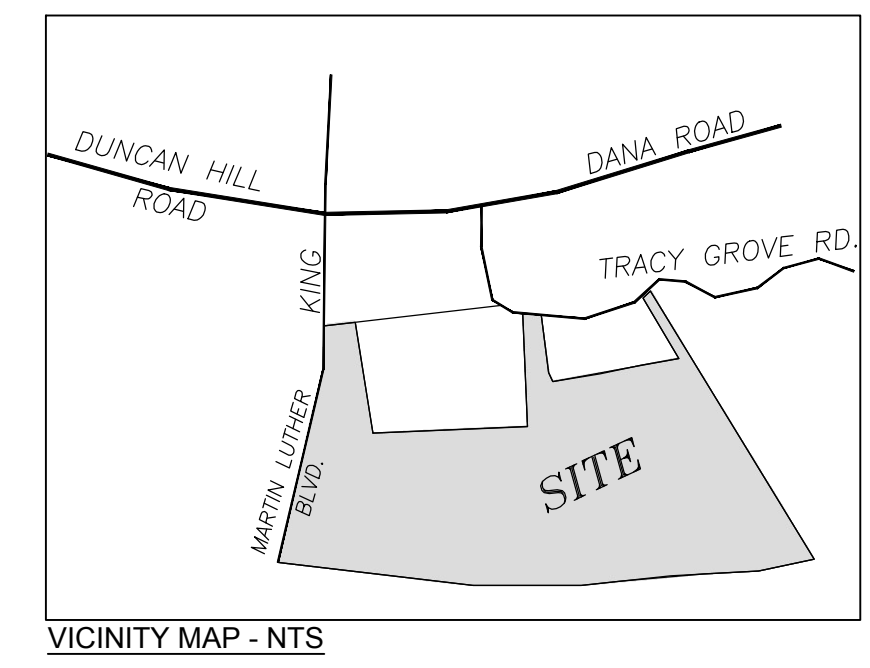 DUNCAN HILL
ROAD
DANA ROAD
TRACY GROVE RD.
KING
MARTIN LUTHER
BLVD.
SITE
VICINITY MAP - NTS